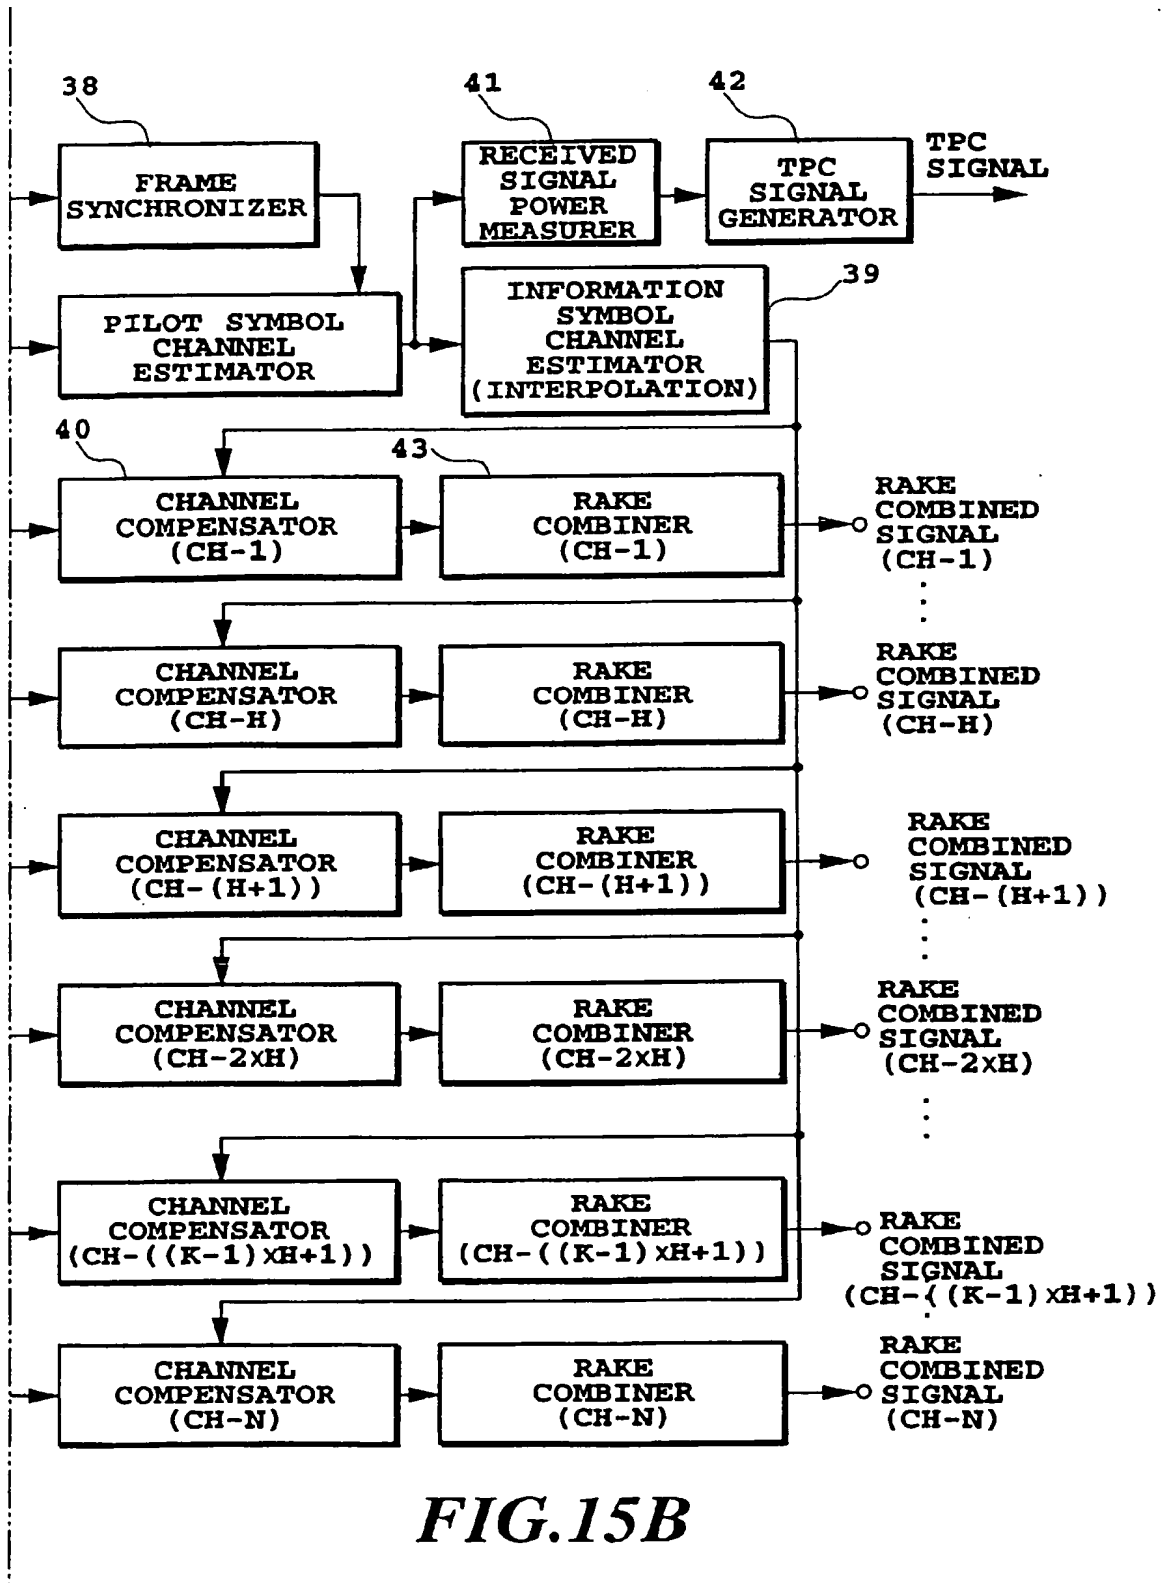 38
41
42
FRAME
SYNCHRONIZER
RECEIVED
SIGNAL
POWER
MEASURER
TPC
SIGNAL
GENERATOR
TPC
SIGNAL
PILOT SYMBOL
CHANNEL
ESTIMATOR
INFORMATION
SYMBOL
CHANNEL
ESTIMATOR
(INTERPOLATION)
39
40
43
CHANNEL
COMPENSATOR
(CH-1)
RAKE
COMBINER
(CH-1)
RAKE
COMBINED
SIGNAL
(CH-1)
CHANNEL
COMPENSATOR
(CH-H)
RAKE
COMBINER
(CH-H)
RAKE
COMBINED
SIGNAL
(CH-H)
CHANNEL
COMPENSATOR
(CH-(H+1))
RAKE
COMBINER
(CH-(H+1))
RAKE
COMBINED
SIGNAL
(CH-(H+1))
CHANNEL
COMPENSATOR
(CH-2xH)
RAKE
COMBINER
(CH-2xH)
RAKE
COMBINED
SIGNAL
(CH-2xH)
CHANNEL
COMPENSATOR
(CH-((K-1)xH+1))
RAKE
COMBINER
(CH-((K-1)xH+1))
RAKE
COMBINED
SIGNAL
(CH-((K-1)xH+1))
CHANNEL
COMPENSATOR
(CH-N)
RAKE
COMBINER
(CH-N)
RAKE
COMBINED
SIGNAL
(CH-N)
FIG.15B